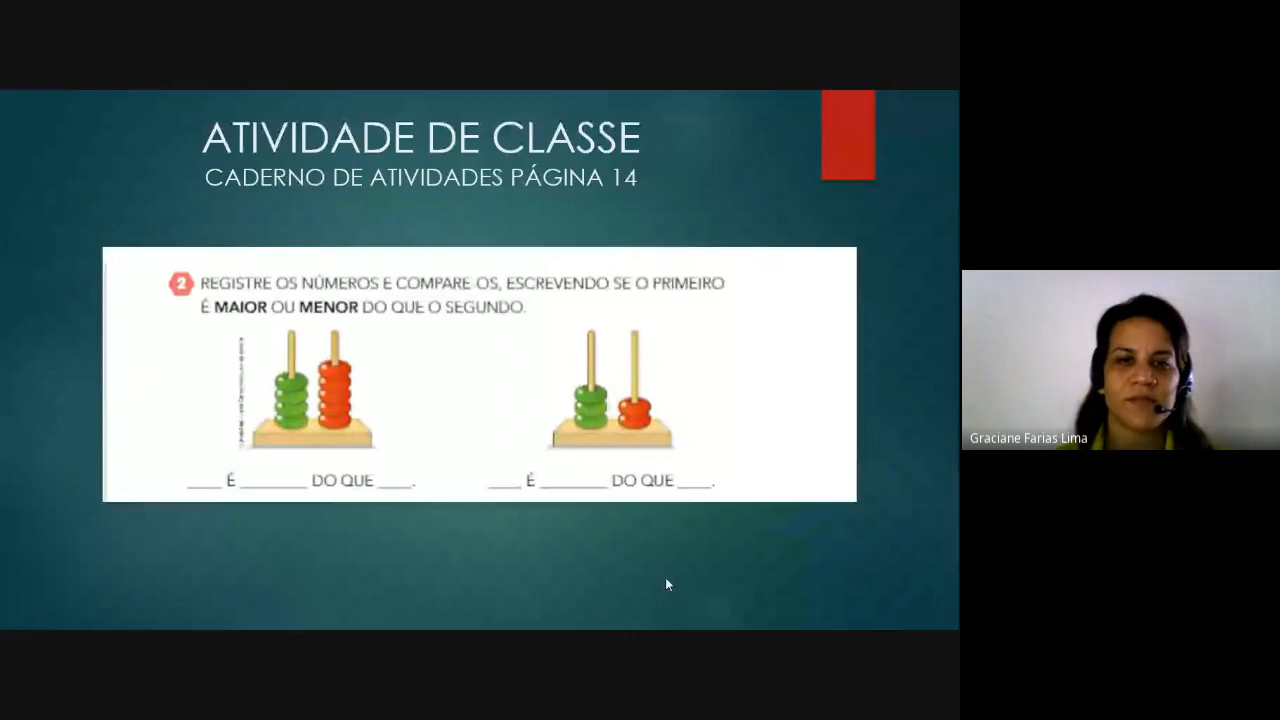 ATIVIDADE DE CLASSE
CADERNO DE ATIVIDADES PÁGINA 14
2 REGISTRE OS NÚMEROS E COMPARE-OS, ESCREVENDO SE O PRIMEIRO
É MAIOR OU MENOR DO QUE O SEGUNDO.
____ É ________ DO QUE ____.
____ É ________ DO QUE ____.
Graciane Farias Lima